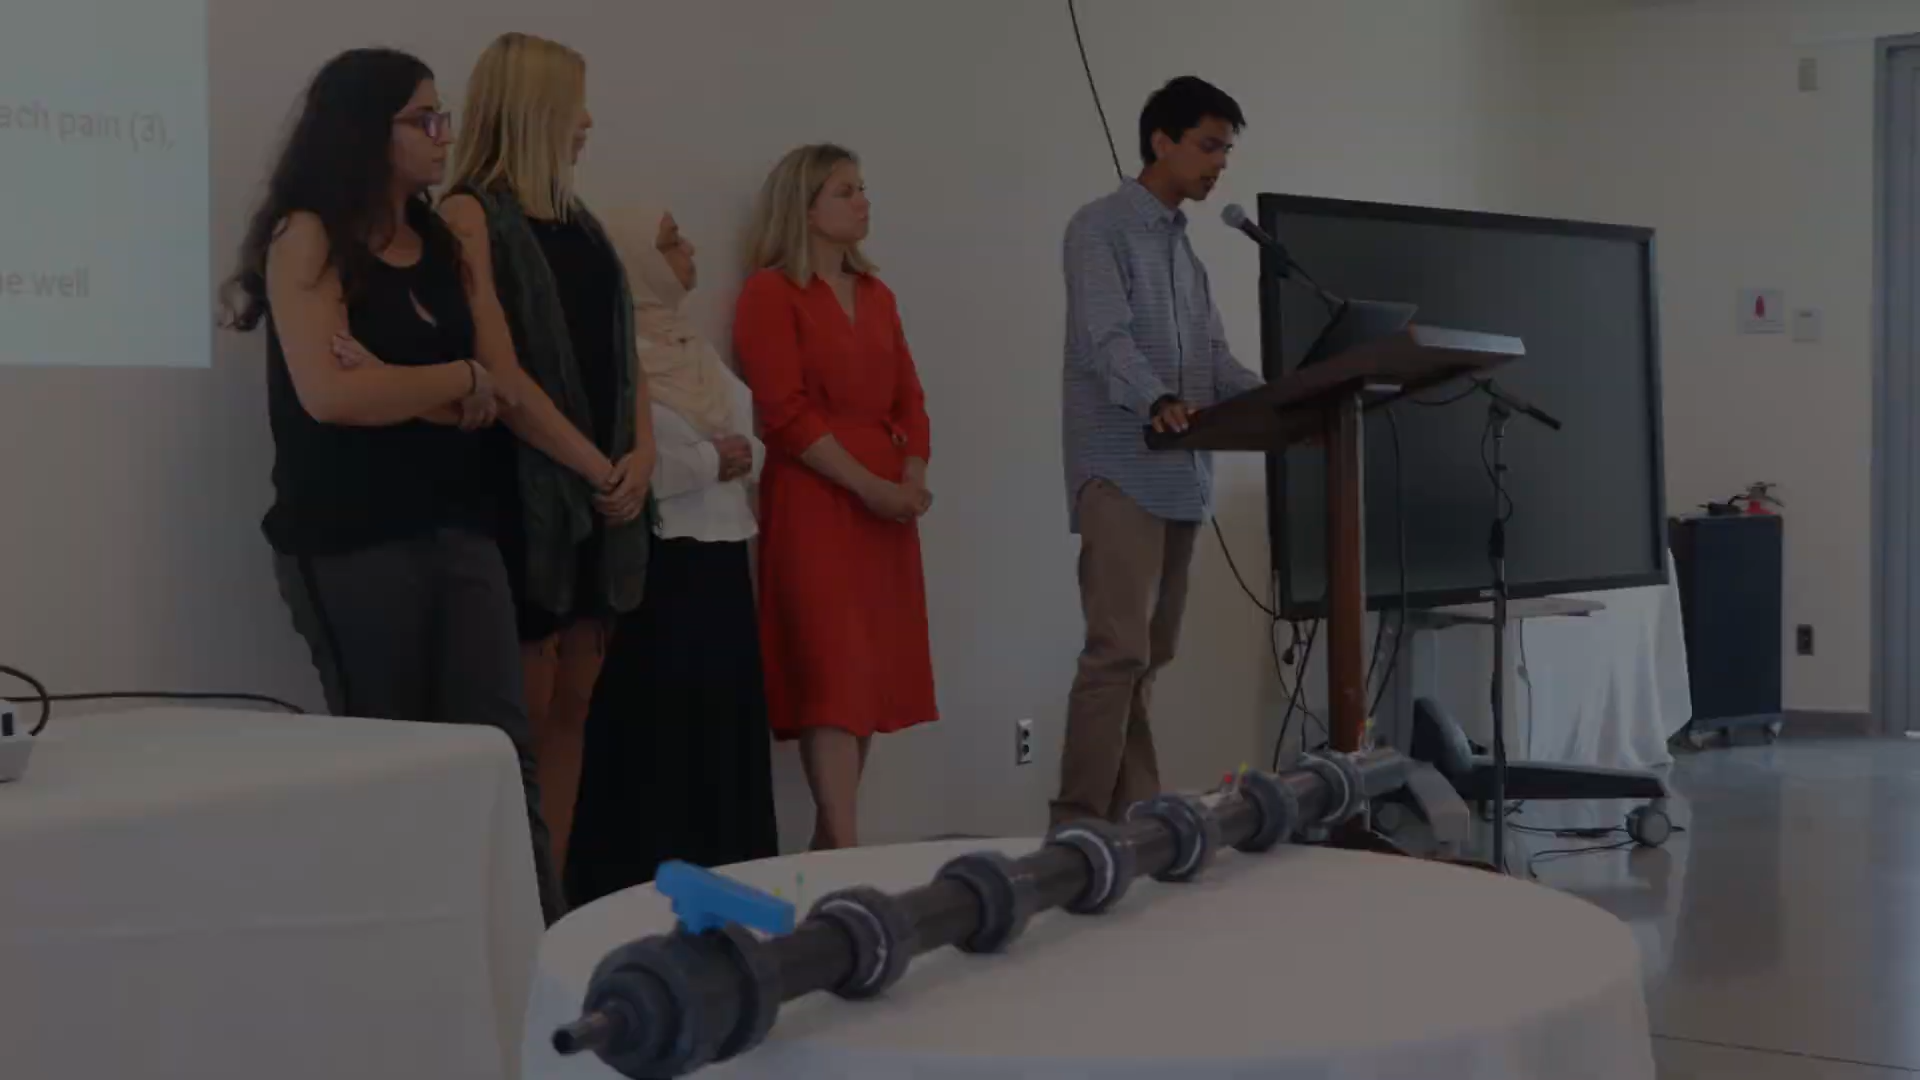 ach pain (3),
e well